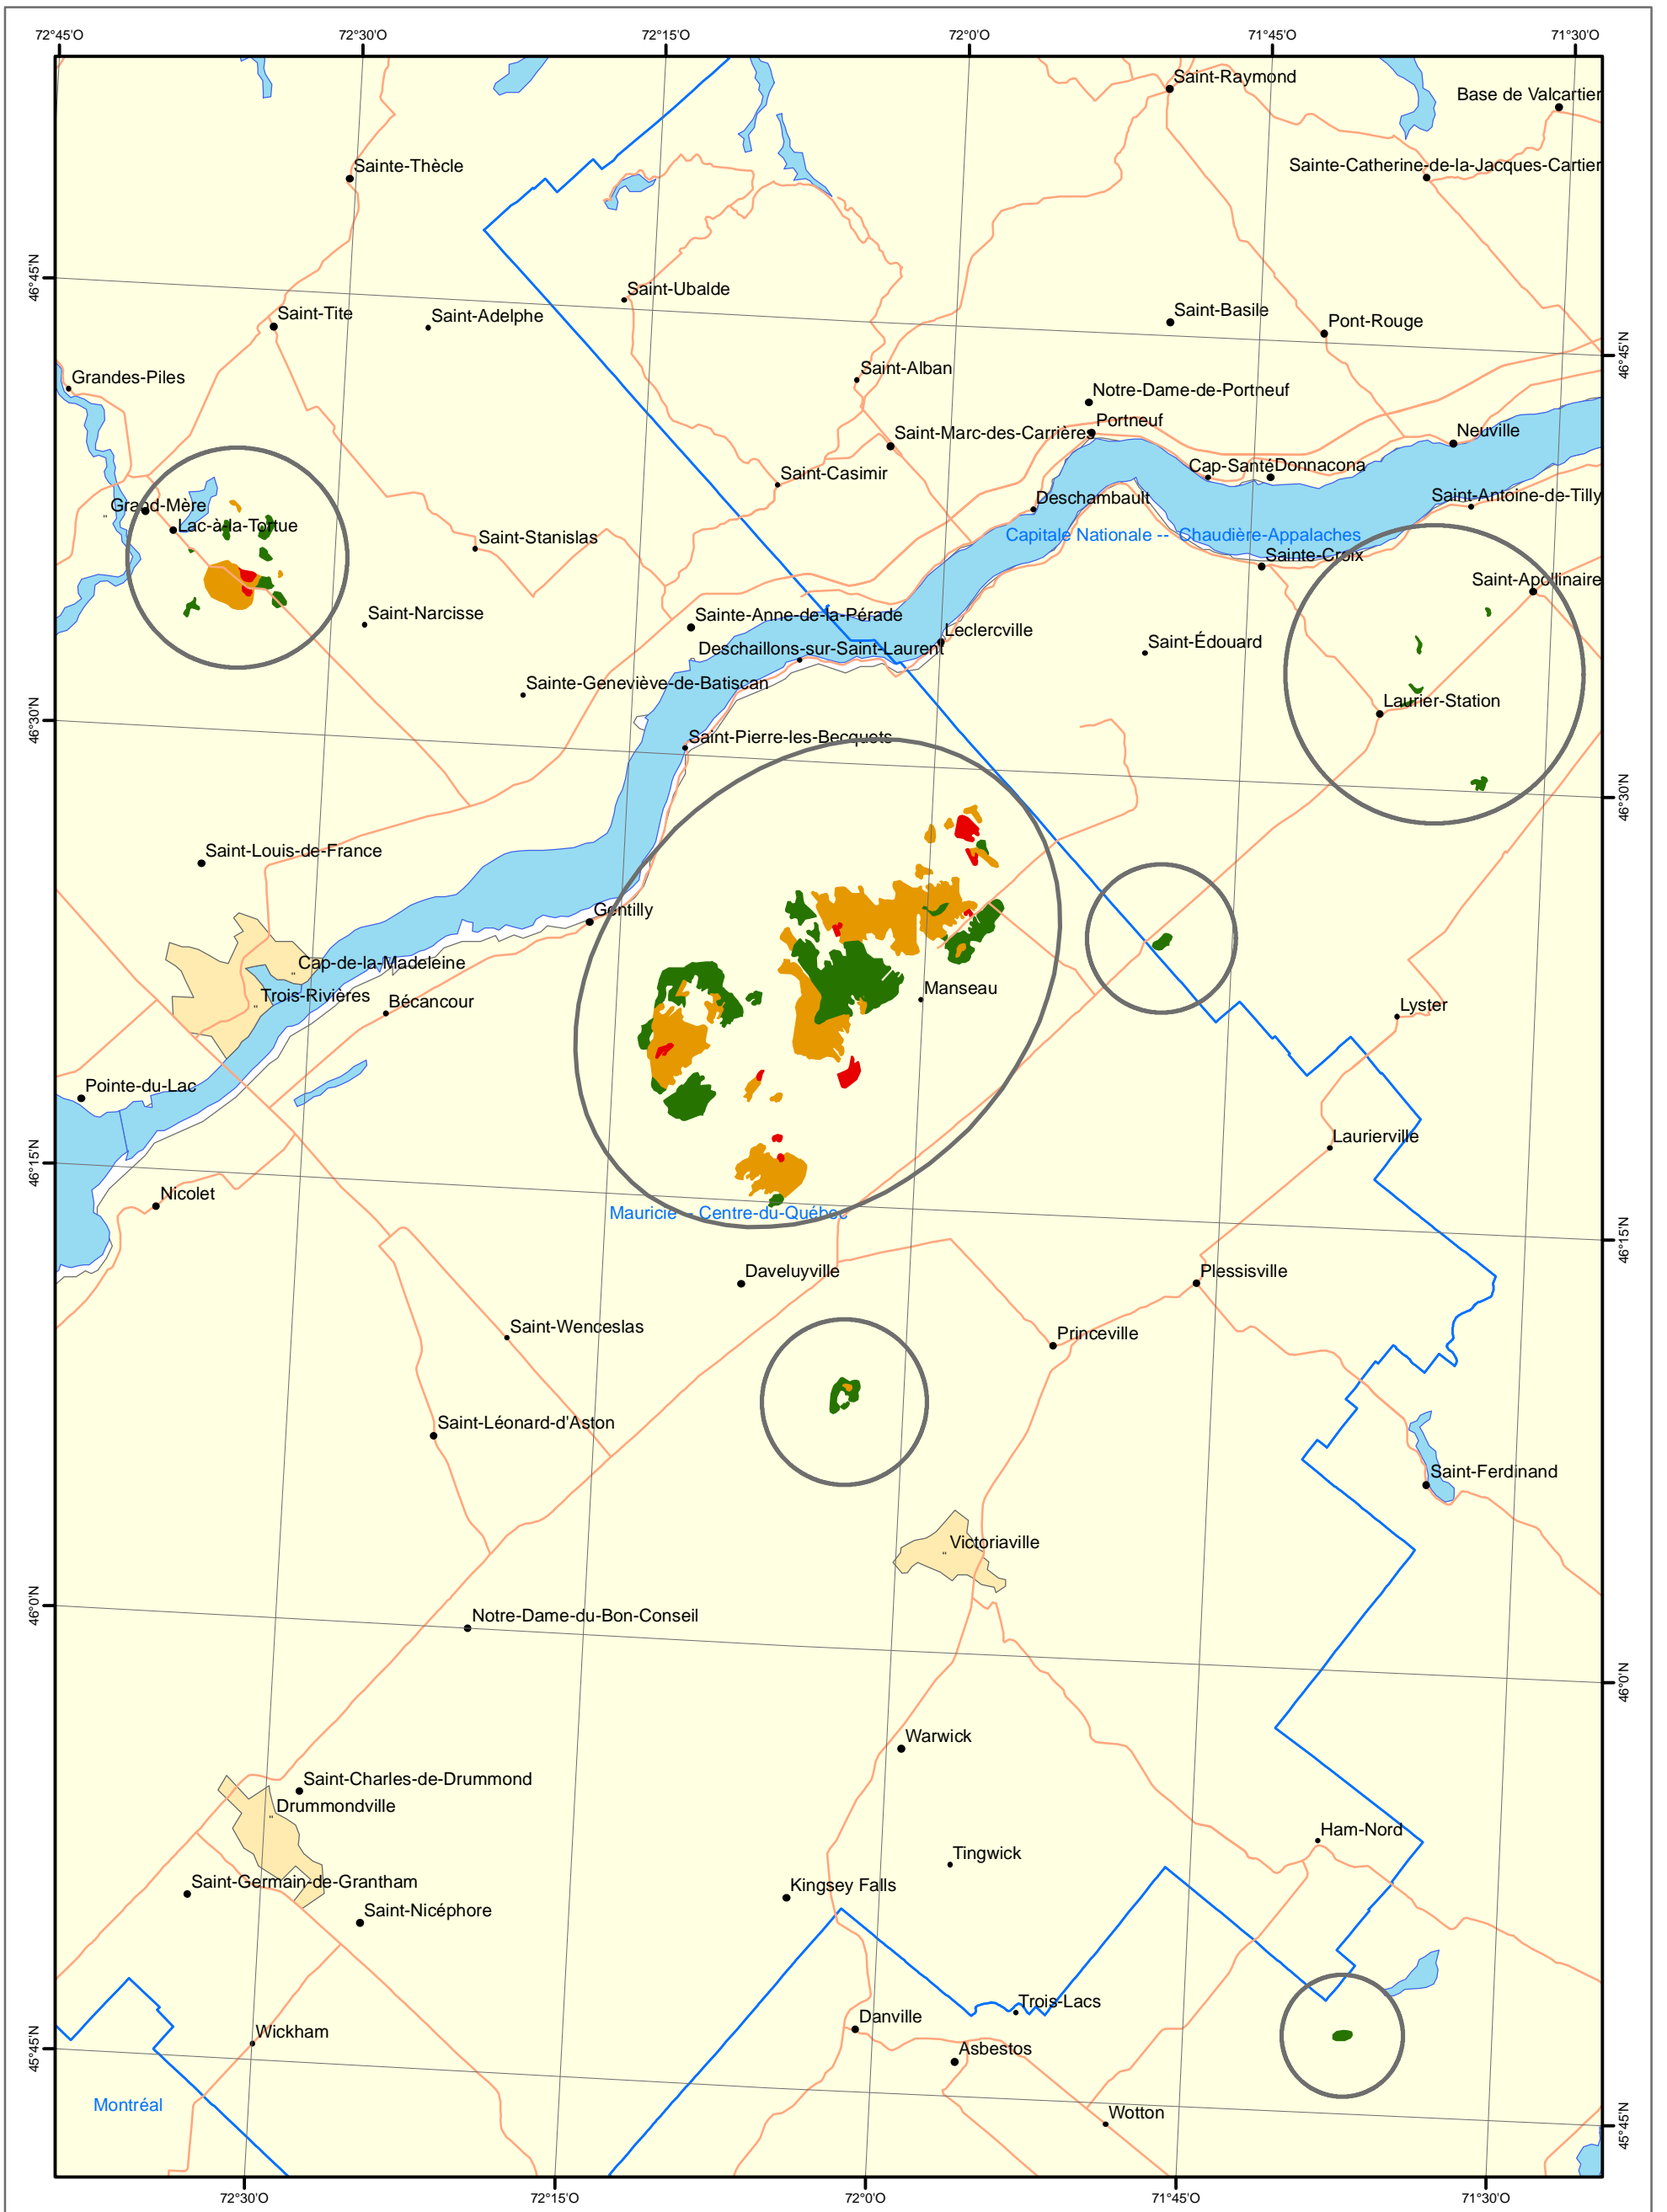 72°45'O
72°30'O
72°15'O
72°0'O
71°45'O
71°30'O
Saint-Raymond
Base de Valcartier
Sainte-Thècle
Sainte-Catherine-de-la-Jacques-Cartier
46°45'N
Saint-Ubalde
Saint-Tite
Saint-Adelphe
Saint-Basile
Pont-Rouge
46°45'N
Saint-Alban
Grandes-Piles
Notre-Dame-de-Portneuf
Portneuf
Saint-Marc-des-Carrières
Neuville
Saint-Casimir
Cap-Santé
Donnacona
Grand-Mère
Deschambault
Saint-Antoine-de-Tilly
Lac-à-la-Tortue
Saint-Stanislas
Capitale Nationale -- Chaudière-Appalaches
Sainte-Croix
Saint-Apollinaire
Saint-Narcisse
Sainte-Anne-de-la-Pérade
Leclercville
Saint-Édouard
Deschaillons-sur-Saint-Laurent
Sainte-Geneviève-de-Batiscan
Laurier-Station
46°30'N
Saint-Pierre-les-Becquets
46°30'N
Saint-Louis-de-France
Gentilly
Cap-de-la-Madeleine
Trois-Rivières
Bécancour
Manseau
Lyster
Pointe-du-Lac
Laurierville
46°15'N
Nicolet
Mauricie -- Centre-du-Québec
46°15'N
Daveluyville
Plessisville
Saint-Wenceslas
Princeville
Saint-Léonard-d'Aston
Saint-Ferdinand
Victoriaville
46°0'N
Notre-Dame-du-Bon-Conseil
46°0'N
Warwick
Saint-Charles-de-Drummond
Drummondville
Ham-Nord
Tingwick
Saint-Germain-de-Grantham
Kingsey Falls
Saint-Nicéphore
Trois-Lacs
Danville
Wickham
45°45'N
Asbestos
Montréal
Wotton
45°45'N
72°30'O
72°15'O
72°0'O
71°45'O
71°30'O